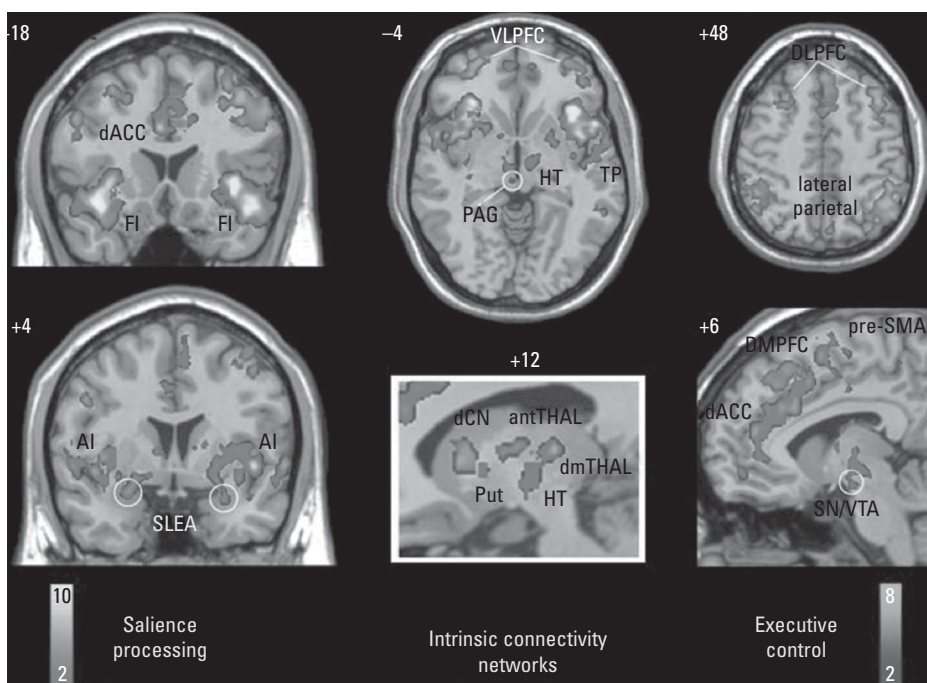 -18
dACC
FI
FI
−4
VLPFC
HT
TP
PAG
+48
DLPFC
lateral
parietal
+4
AI
AI
SLEA
+12
dCN
antTHAL
dmTHAL
Put
HT
+6
pre-SMA
DMPFC
dACC
SN/VTA
10
2
Salience
processing
Intrinsic connectivity
networks
Executive
control
8
2